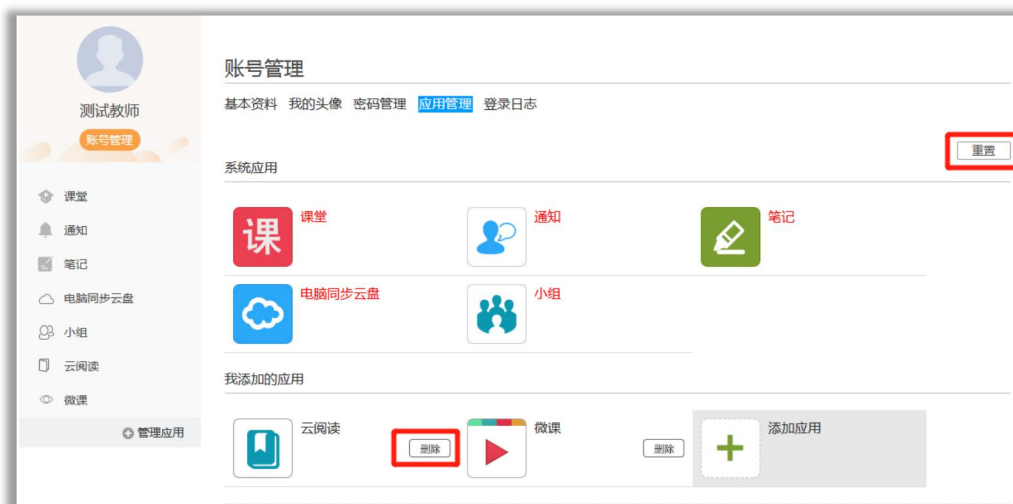 测试教师
账号管理
课堂
通知
笔记
电脑同步云盘
小组
云阅读
微课
管理应用
账号管理
基本资料 我的头像 密码管理 应用管理 登录日志
重置
系统应用
课 课堂
通知
笔记
电脑同步云盘
小组
我添加的应用
云阅读
删除
微课
删除
添加应用